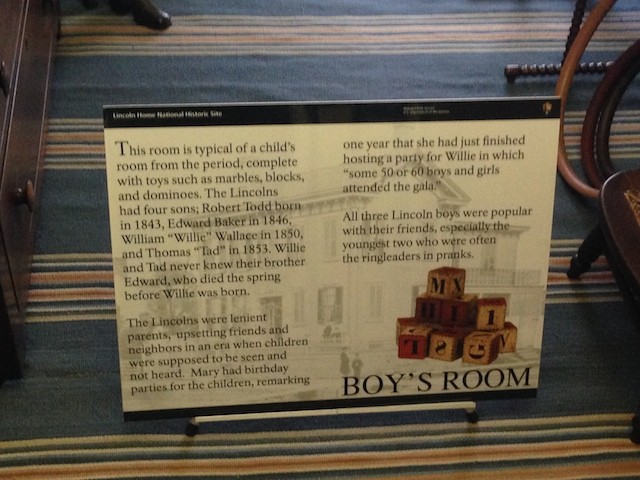 Lincoln Home National Historic Site
This room is typical of a child's
room from the period, complete
with toys such as marbles, blocks,
and dominoes. The Lincolns
had four sons; Robert Todd born
in 1843, Edward Baker in 1846,
William "Willie" Wallace in 1850,
and Thomas "Tad" in 1853. Willie
and Tad never knew their brother
Edward, who died the spring
before Willie was born.
The Lincolns were lenient
parents, upsetting friends and
neighbors in an era when children
were supposed to be seen and
not heard. Mary had birthday
parties for the children, remarking
one year that she had just finished
hosting a party for Willie in which
"some 50 or 60 boys and girls
attended the gala."
All three Lincoln boys were popular
with their friends, especially the
youngest two who were often
the ringleaders in pranks.
BOY'S ROOM